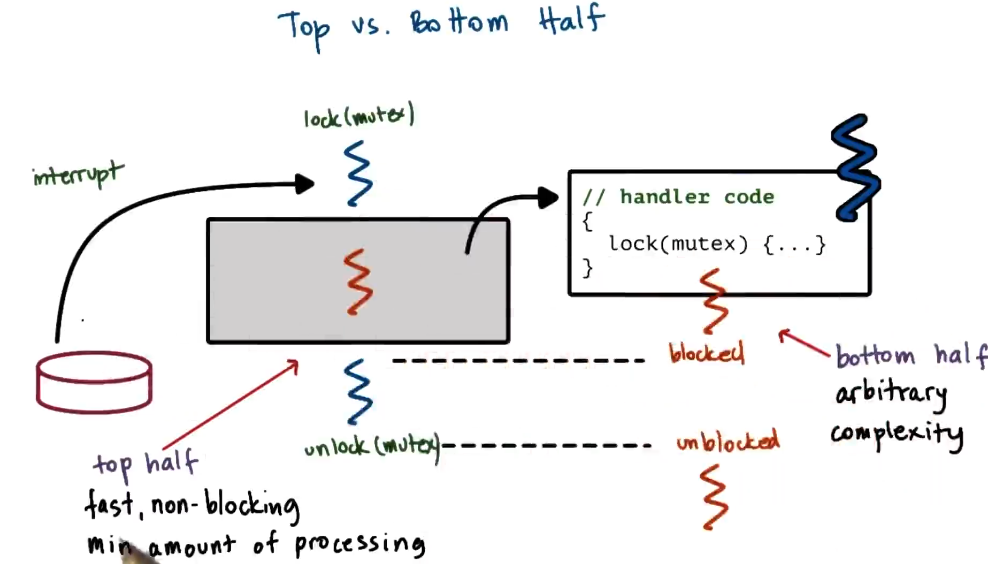 Top vs. Bottom Half
lock(mutex)
interrupt
// handler code
{
lock(mutex) {...}
}
blocked
bottom half
arbitrary
complexity
unlock(mutex)
unblocked
top half
fast, non-blocking
min amount of processing